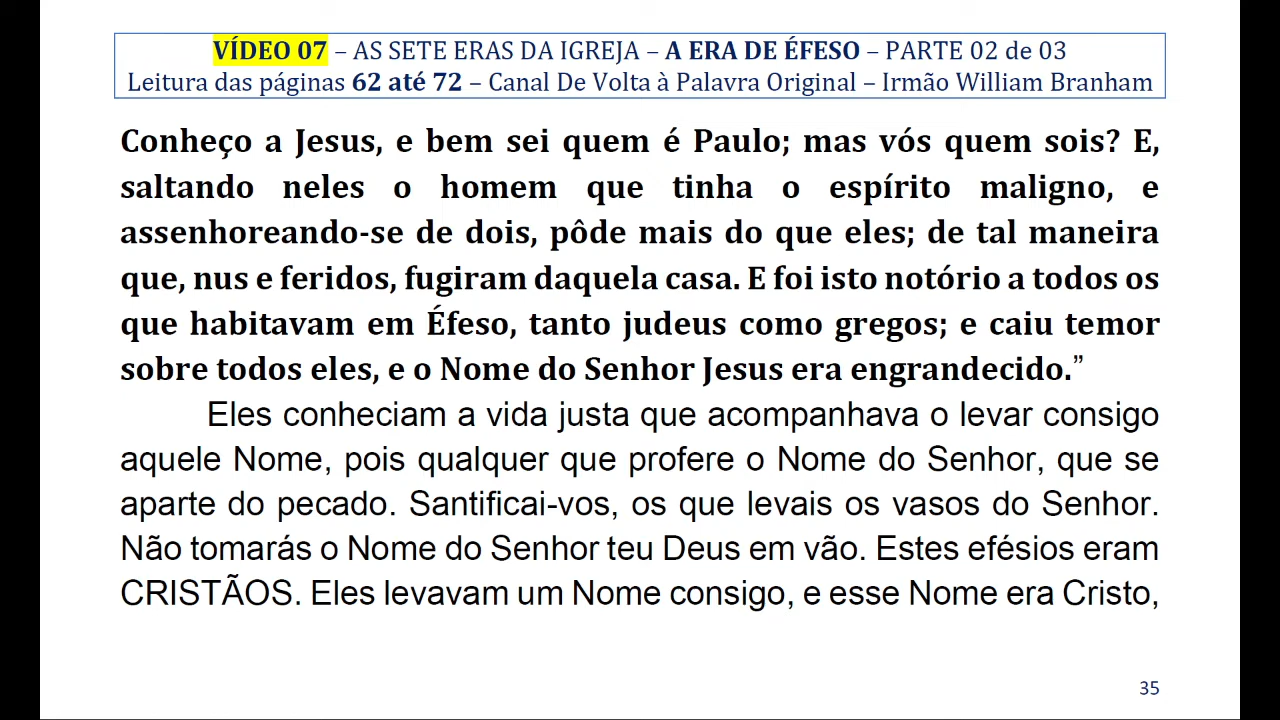 VÍDEO 07 – AS SETE ERAS DA IGREJA – A ERA DE ÉFESO – PARTE 02 de 03
Leitura das páginas 62 até 72 – Canal De Volta à Palavra Original – Irmão William Branham
Conheço a Jesus, e bem sei quem é Paulo; mas vós quem sois? E,
saltando neles o homem que tinha o espírito maligno, e
assenhoreando-se de dois, pôde mais do que eles; de tal maneira
que, nus e feridos, fugiram daquela casa. E foi isto notório a todos os
que habitavam em Éfeso, tanto judeus como gregos; e caiu temor
sobre todos eles, e o Nome do Senhor Jesus era engrandecido.”
Eles conheciam a vida justa que acompanhava o levar consigo
aquele Nome, pois qualquer que profere o Nome do Senhor, que se
aparte do pecado. Santificai-vos, os que levais os vasos do Senhor.
Não tomarás o Nome do Senhor teu Deus em vão. Estes efésios eram
CRISTÃOS. Eles levavam um Nome consigo, e esse Nome era Cristo,
35